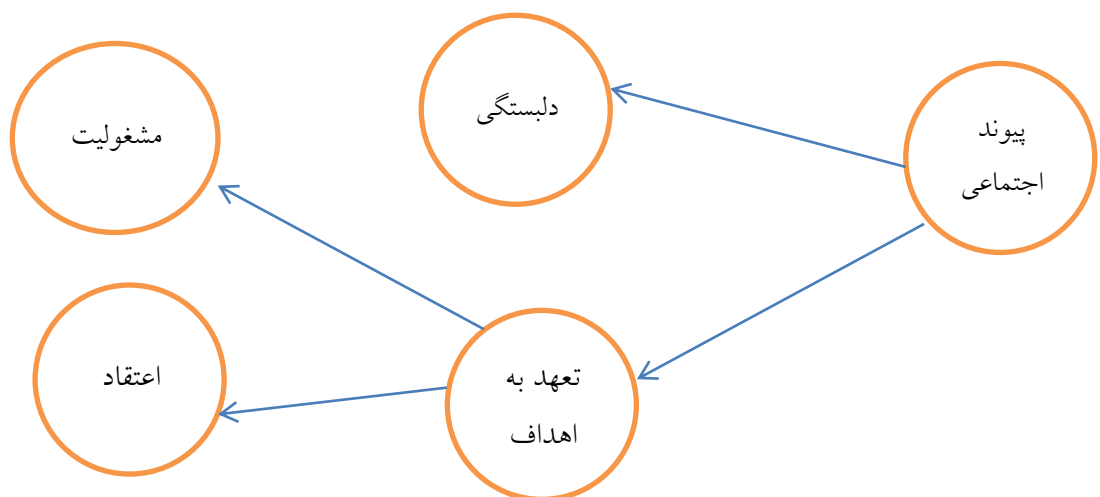 پیوند
اجتماعی
دلبستگی
مشغولیت
تعهد به
اهداف
اعتقاد